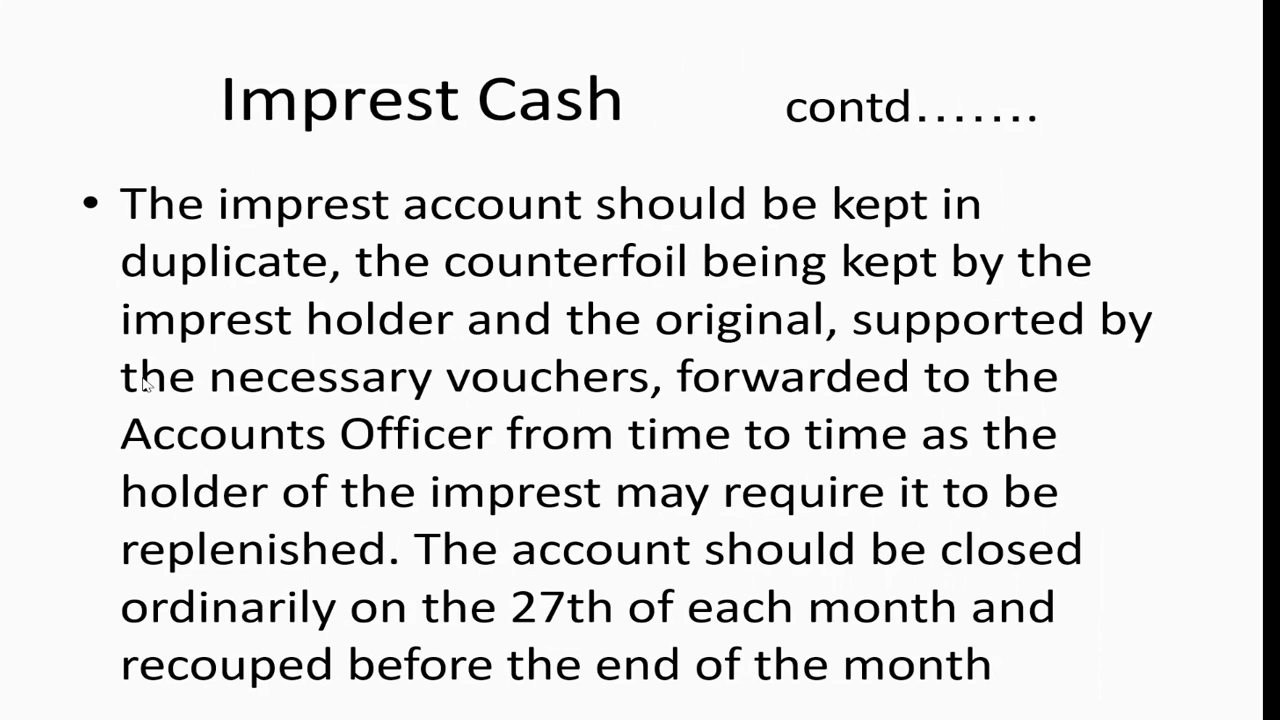 Imprest Cash contd.......
• The imprest account should be kept in
duplicate, the counterfoil being kept by the
imprest holder and the original, supported by
the necessary vouchers, forwarded to the
Accounts Officer from time to time as the
holder of the imprest may require it to be
replenished. The account should be closed
ordinarily on the 27th of each month and
recouped before the end of the month